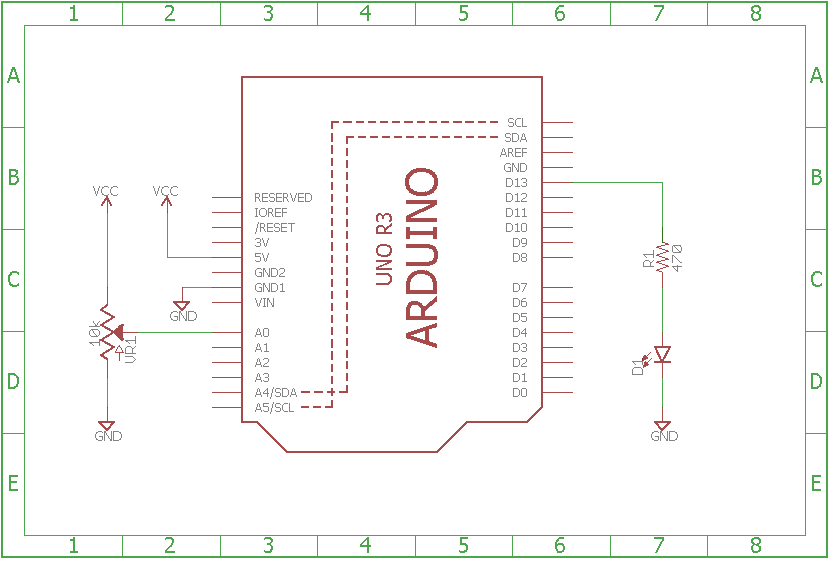 1 2 3 4 5 6 7 8
A A
B B
C C
D D
E E
VCC
VCC
GND
10k
VR1
GND
RESERVED
IOREF
/RESET
3V
5V
GND2
GND1
VIN
A0
A1
A2
A3
A4/SDA
A5/SCL
UNO R3
ARDUINO
SCL
SDA
AREF
GND
D13
D12
D11
D10
D9
D8
D7
D6
D5
D4
D3
D2
D1
D0
R1
470
D1
GND
1 2 3 4 5 6 7 8